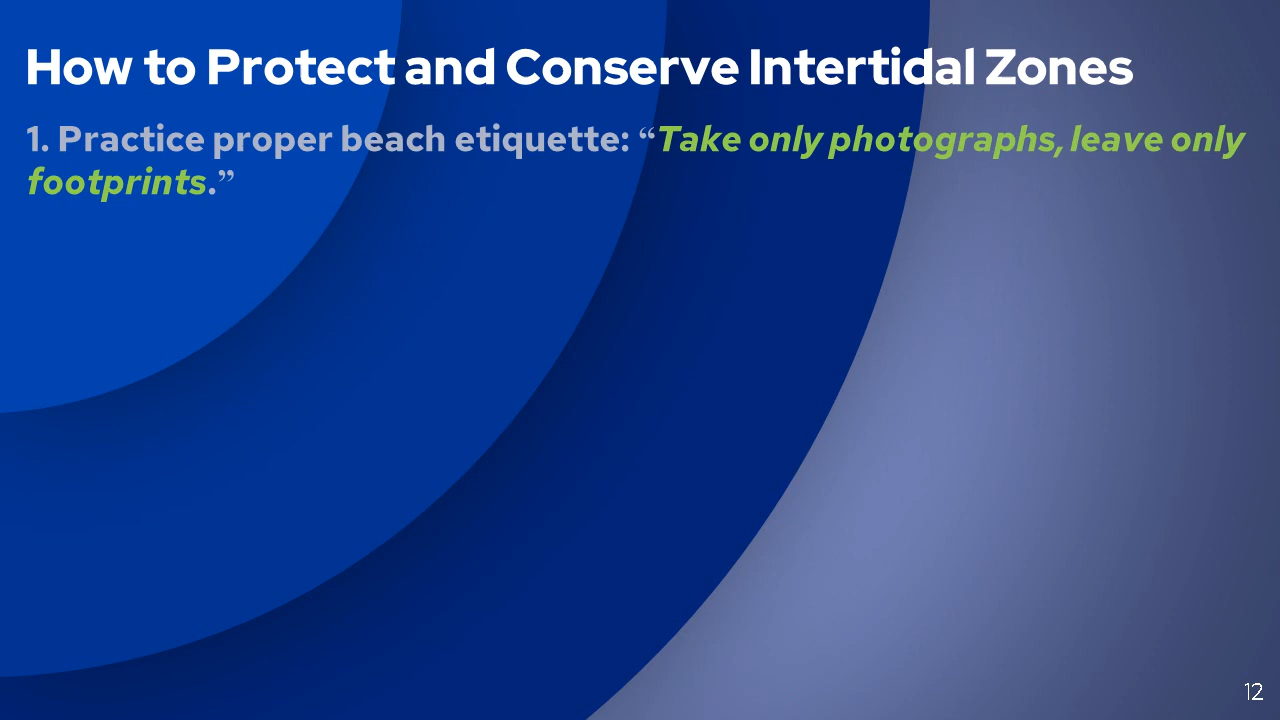 How to Protect and Conserve Intertidal Zones
1. Practice proper beach etiquette: “Take only photographs, leave only
footprints.”
12